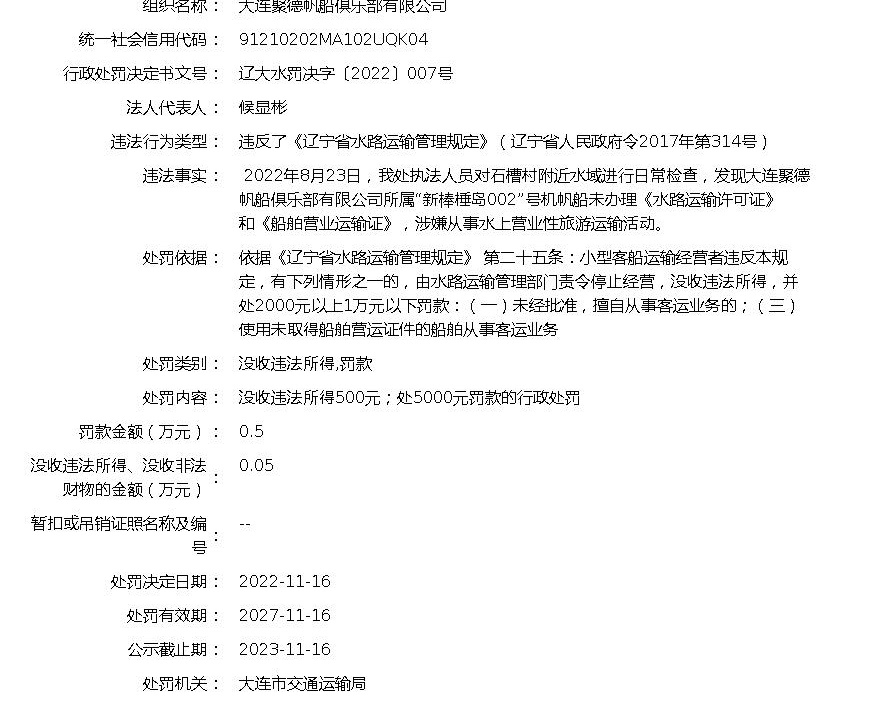 组织名称： 大连聚德帆船俱乐部有限公司
统一社会信用代码： 91210202MA102UQK04
行政处罚决定书文号： 辽大水罚决字〔2022〕007号
法人代表人： 候显彬
违法行为类型： 违反了《辽宁省水路运输管理规定》（辽宁省人民政府令2017年第314号）
违法事实： 2022年8月23日，我处执法人员对石槽村附近水域进行日常检查，发现大连聚德
帆船俱乐部有限公司所属“新棒棰岛002”号机帆船未办理《水路运输许可证》
和《船舶营业运输证》，涉嫌从事水上营业性旅游运输活动。
处罚依据： 依据《辽宁省水路运输管理规定》 第二十五条：小型客船运输经营者违反本规
定，有下列情形之一的，由水路运输管理部门责令停止经营，没收违法所得，并
处2000元以上1万元以下罚款：（一）未经批准，擅自从事客运业务的；（三）
使用未取得船舶营运证件的船舶从事客运业务
处罚类别： 没收违法所得,罚款
处罚内容： 没收违法所得500元；处5000元罚款的行政处罚
罚款金额（万元）： 0.5
没收违法所得、没收非法
财物的金额（万元）： 0.05
暂扣或吊销证照名称及编
号： --
处罚决定日期： 2022-11-16
处罚有效期： 2027-11-16
公示截止期： 2023-11-16
处罚机关： 大连市交通运输局